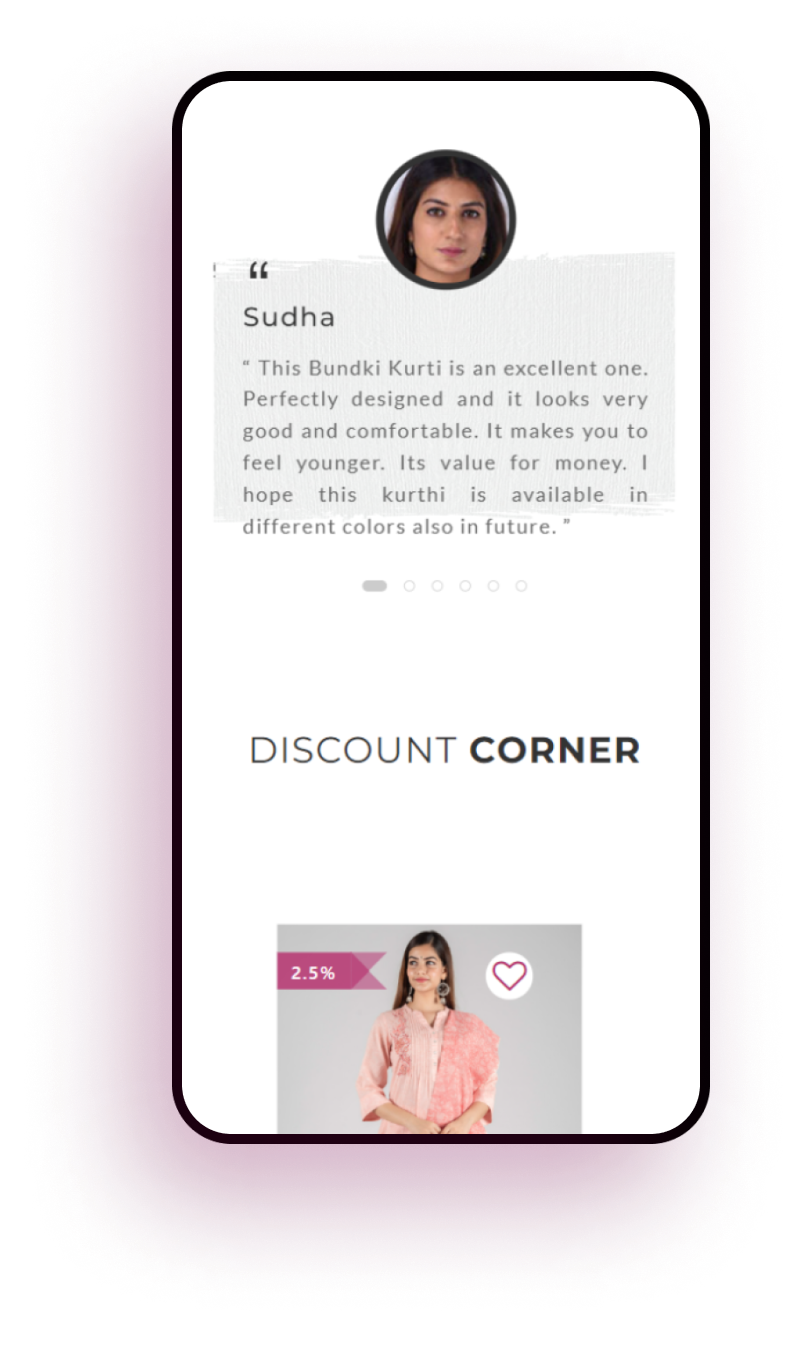 “
Sudha
“ This Bundki Kurti is an excellent one.
Perfectly designed and it looks very
good and comfortable. It makes you to
feel younger. Its value for money. I
hope this kurthi is available in
different colors also in future. ”
DISCOUNT CORNER
2.5%